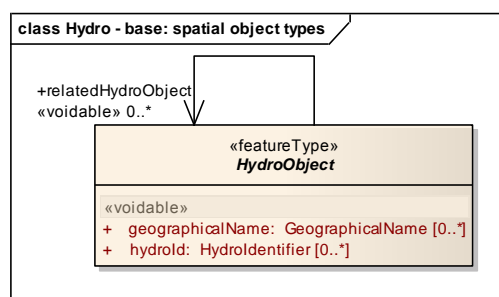 class Hydro - base: spatial object types
+relatedHydroObject
«voidable» 0..*
«featureType»
HydroObject
«voidable»
+ geographicalName: GeographicalName [0..*]
+ hydroId: HydroIdentifier [0..*]